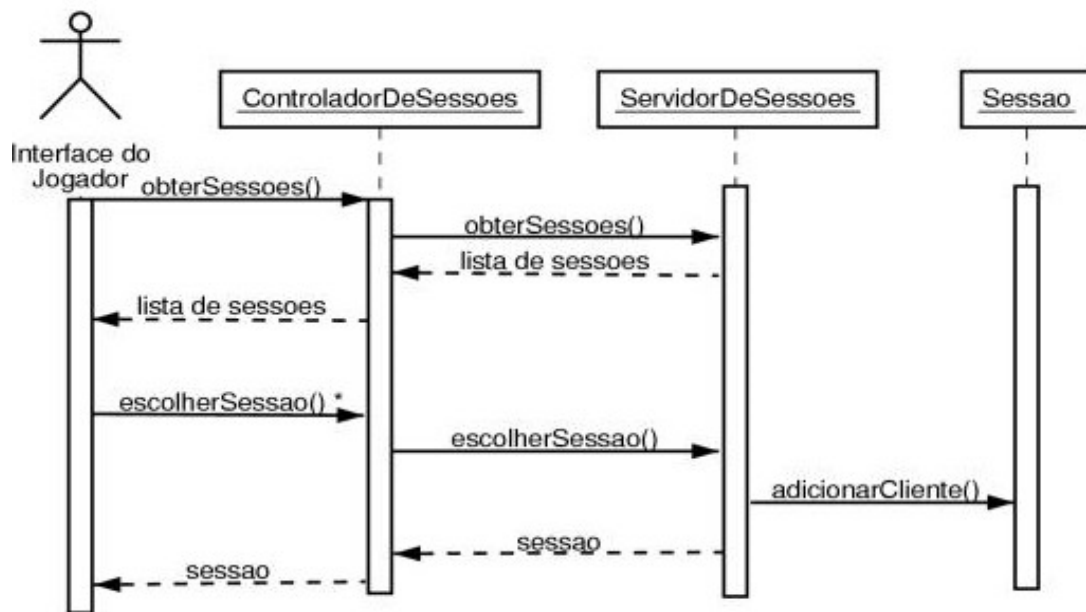 ControladorDeSessoes
ServidorDeSessoes
Sessao
Interface do
Jogador
obterSessoes()
obterSessoes()
lista de sessoes
lista de sessoes
escolherSessao() *
escolherSessao()
adicionarCliente()
sessao
sessao